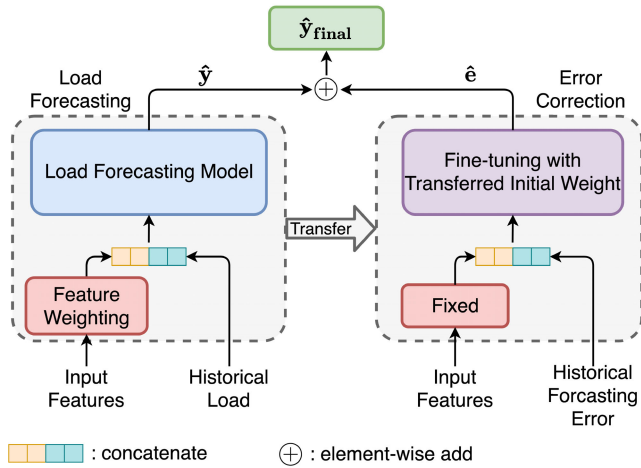 ŷ_final
Load
Forecasting
ŷ
ê
Error
Correction
Load Forecasting Model
Fine-tuning with
Transferred Initial Weight
Transfer
Feature
Weighting
Fixed
Input
Features
Historical
Load
Input
Features
Historical
Forcasting
Error
: concatenate
: element-wise add